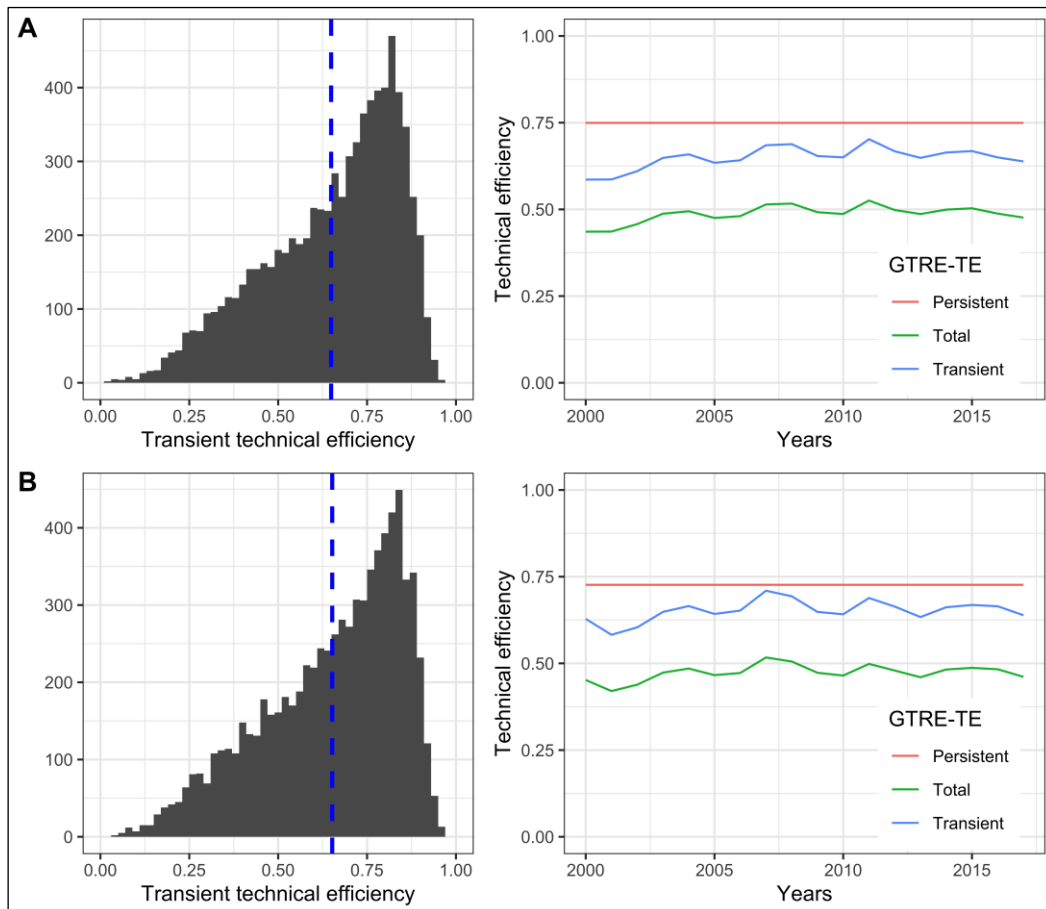 A
400
300
200
100
0
0.00 0.25 0.50 0.75 1.00
Transient technical efficiency
Technical efficiency
1.00
0.75
0.50
0.25
0.00
GTRE-TE
Persistent
Total
Transient
2000 2005 2010 2015
Years
B
400
300
200
100
0
0.00 0.25 0.50 0.75 1.00
Transient technical efficiency
Technical efficiency
1.00
0.75
0.50
0.25
0.00
GTRE-TE
Persistent
Total
Transient
2000 2005 2010 2015
Years